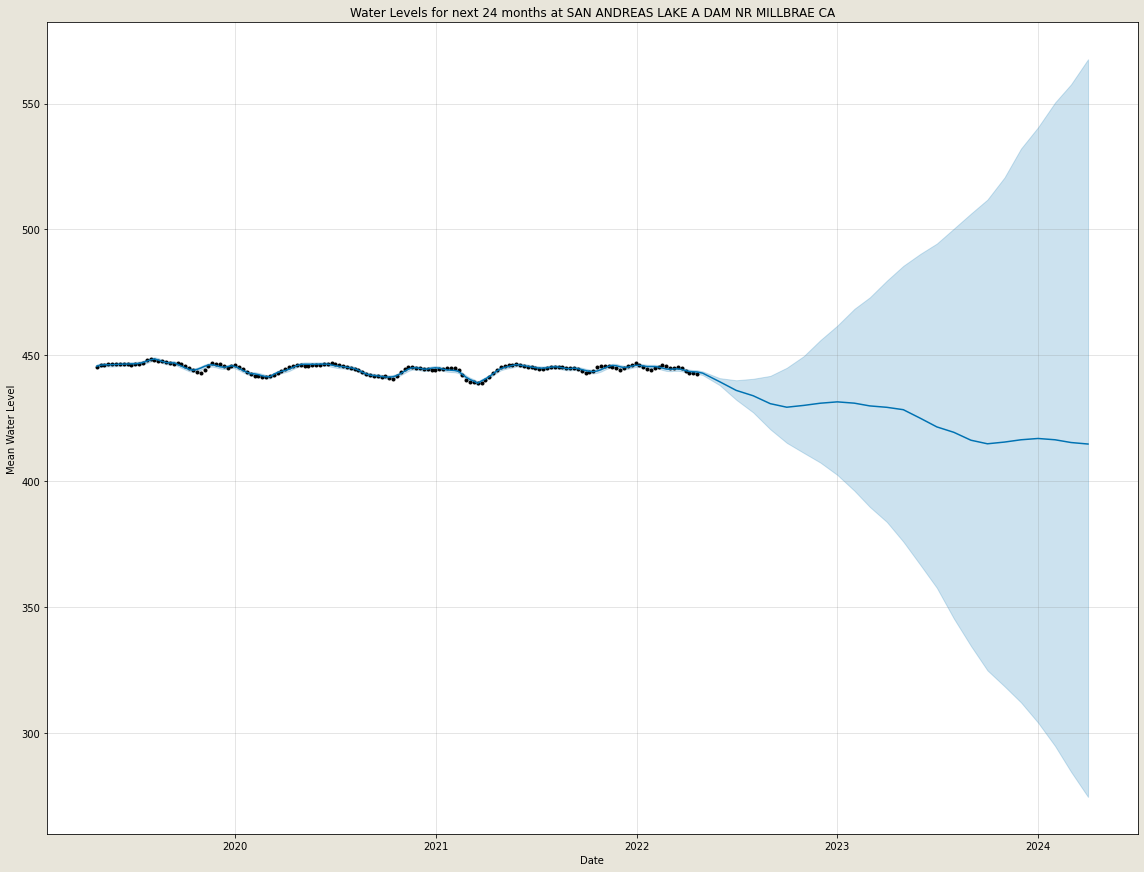 Water Levels for next 24 months at SAN ANDREAS LAKE A DAM NR MILLBRAE CA
Mean Water Level
550
500
450
400
350
300
2020 2021 2022 2023 2024
Date